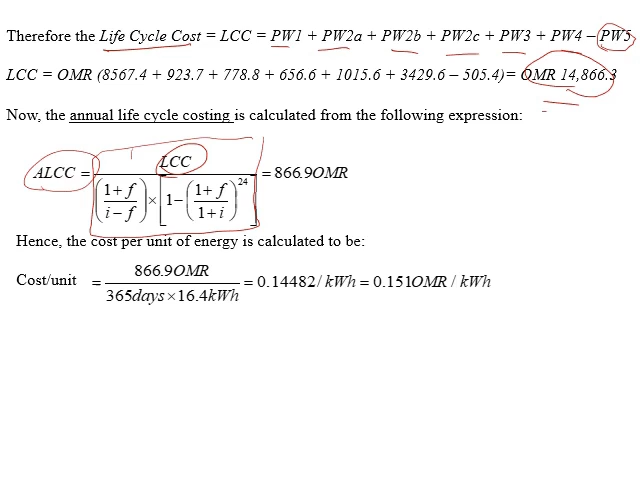 Therefore the Life Cycle Cost = LCC = PW1 + PW2a + PW2b + PW2c + PW3 + PW4 – PW5
LCC = OMR (8567.4 + 923.7 + 778.8 + 656.6 + 1015.6 + 3429.6 – 505.4)= OMR 14,866.3
Now, the annual life cycle costing is calculated from the following expression:
ALCC = LCC / ((1+f / i−f) × [1−(1+f / 1+i)^24]) = 866.9OMR
Hence, the cost per unit of energy is calculated to be:
Cost/unit = 866.9OMR / 365days×16.4kWh = 0.14482/kWh = 0.151OMR / kWh